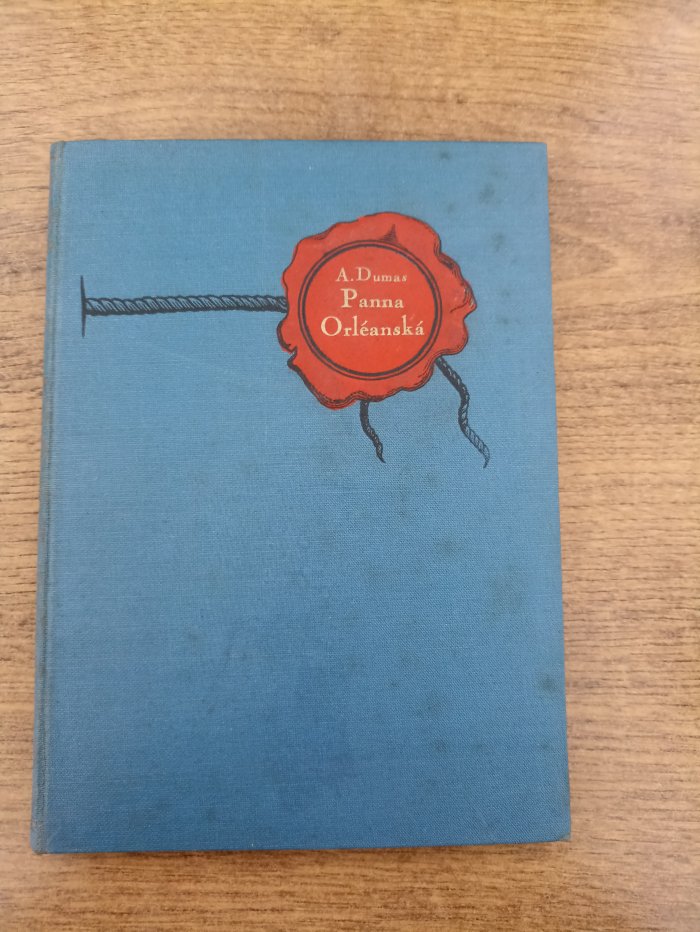 A. Dumas
Panna
Orléanská